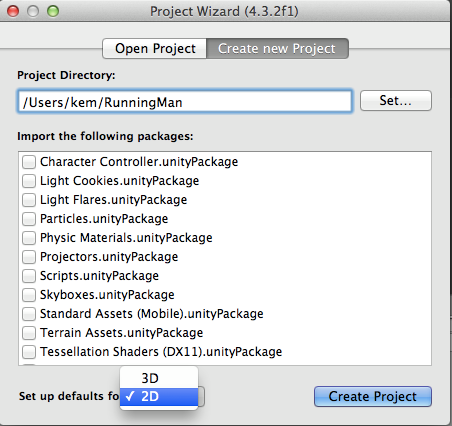 Project Wizard (4.3.2f1)
Open Project Create new Project
Project Directory:
/Users/kem/RunningMan Set...
Import the following packages:
Character Controller.unityPackage
Light Cookies.unityPackage
Light Flares.unityPackage
Particles.unityPackage
Physic Materials.unityPackage
Projectors.unityPackage
Scripts.unityPackage
Skyboxes.unityPackage
Standard Assets (Mobile).unityPackage
Terrain Assets.unityPackage
Tessellation Shaders (DX11).unityPackage
3D
Set up defaults fo ✓ 2D Create Project